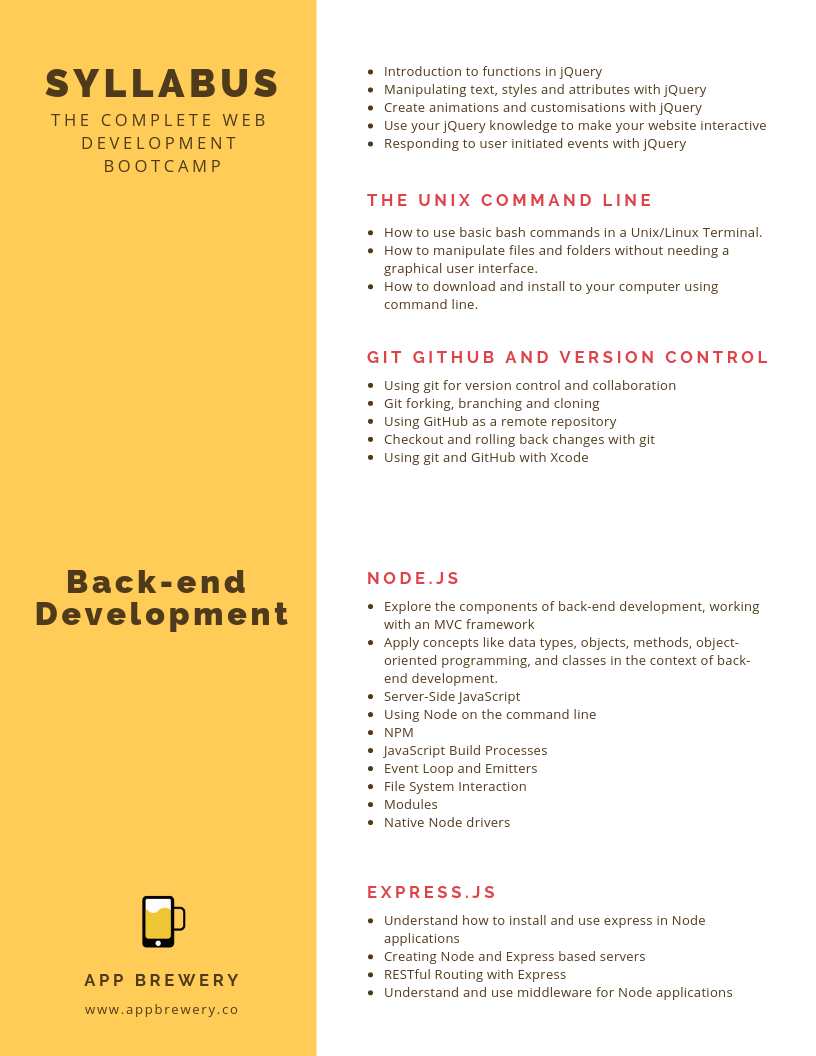 SYLLABUS
THE COMPLETE WEB
DEVELOPMENT
BOOTCAMP
Introduction to functions in jQuery
Manipulating text, styles and attributes with jQuery
Create animations and customisations with jQuery
Use your jQuery knowledge to make your website interactive
Responding to user initiated events with jQuery
THE UNIX COMMAND LINE
How to use basic bash commands in a Unix/Linux Terminal.
How to manipulate files and folders without needing a
graphical user interface.
How to download and install to your computer using
command line.
GIT GITHUB AND VERSION CONTROL
Using git for version control and collaboration
Git forking, branching and cloning
Using GitHub as a remote repository
Checkout and rolling back changes with git
Using git and GitHub with Xcode
Back-end
Development
NODE.JS
Explore the components of back-end development, working
with an MVC framework
Apply concepts like data types, objects, methods, object-
oriented programming, and classes in the context of back-
end development.
Server-Side JavaScript
Using Node on the command line
NPM
JavaScript Build Processes
Event Loop and Emitters
File System Interaction
Modules
Native Node drivers
EXPRESS.JS
Understand how to install and use express in Node
applications
Creating Node and Express based servers
RESTful Routing with Express
Understand and use middleware for Node applications
APP BREWERY
www.appbrewery.co